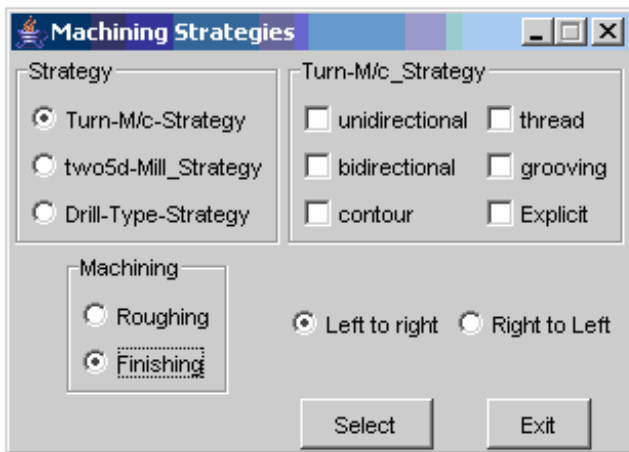 Machining Strategies
Strategy
Turn-M/c-Strategy
two5d-Mill_Strategy
Drill-Type-Strategy
Turn-M/c_Strategy
unidirectional
thread
bidirectional
grooving
contour
Explicit
Machining
Roughing
Finishing
Left to right
Right to Left
Select
Exit